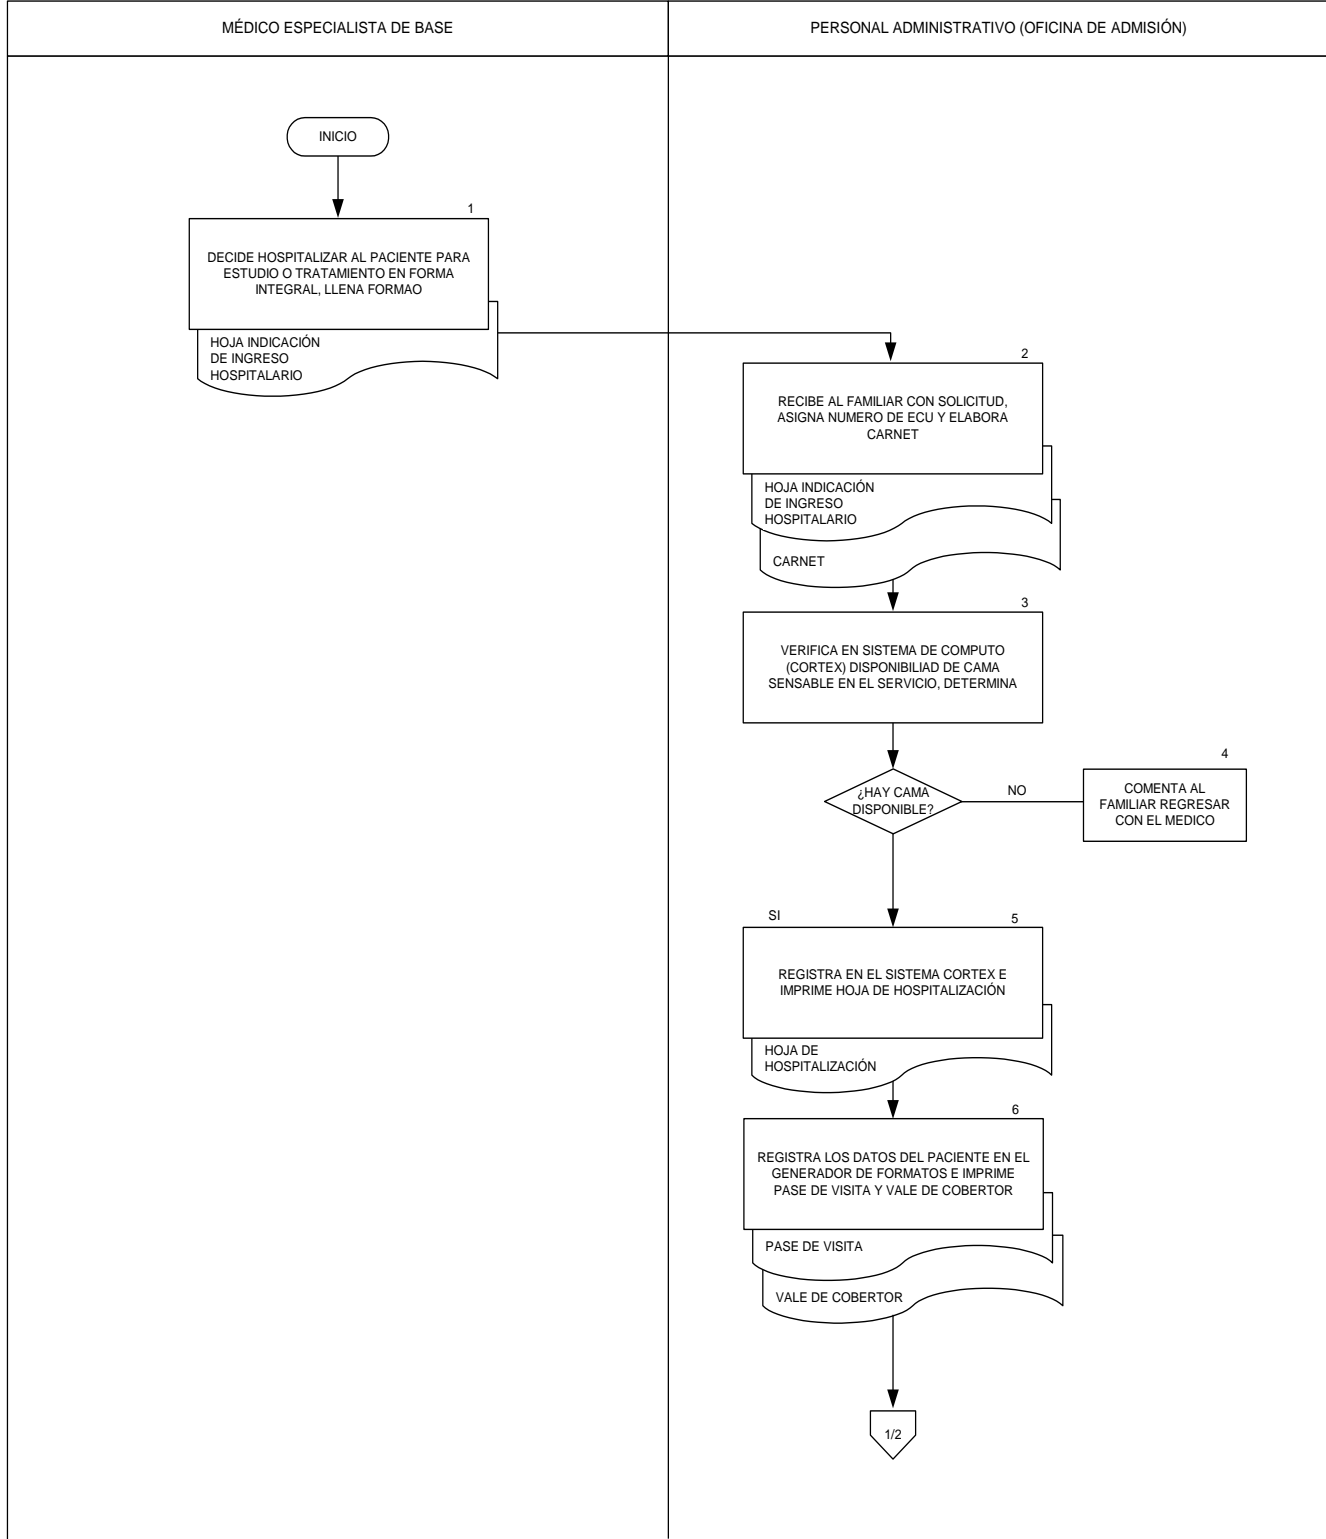 MÉDICO ESPECIALISTA DE BASE
PERSONAL ADMINISTRATIVO (OFICINA DE ADMISIÓN)
INICIO
1
DECIDE HOSPITALIZAR AL PACIENTE PARA
ESTUDIO O TRATAMIENTO EN FORMA
INTEGRAL, LLENA FORMAO
HOJA INDICACIÓN
DE INGRESO
HOSPITALARIO
2
RECIBE AL FAMILIAR CON SOLICITUD,
ASIGNA NUMERO DE ECU Y ELABORA
CARNET
HOJA INDICACIÓN
DE INGRESO
HOSPITALARIO
CARNET
3
VERIFICA EN SISTEMA DE COMPUTO
(CORTEX) DISPONIBILIAD DE CAMA
SENSABLE EN EL SERVICIO, DETERMINA
¿HAY CAMA
DISPONIBLE?
NO
4
COMENTA AL
FAMILIAR REGRESAR
CON EL MEDICO
SI
5
REGISTRA EN EL SISTEMA CORTEX E
IMPRIME HOJA DE HOSPITALIZACIÓN
HOJA DE
HOSPITALIZACIÓN
6
REGISTRA LOS DATOS DEL PACIENTE EN EL
GENERADOR DE FORMATOS E IMPRIME
PASE DE VISITA Y VALE DE COBERTOR
PASE DE VISITA
VALE DE COBERTOR
1/2